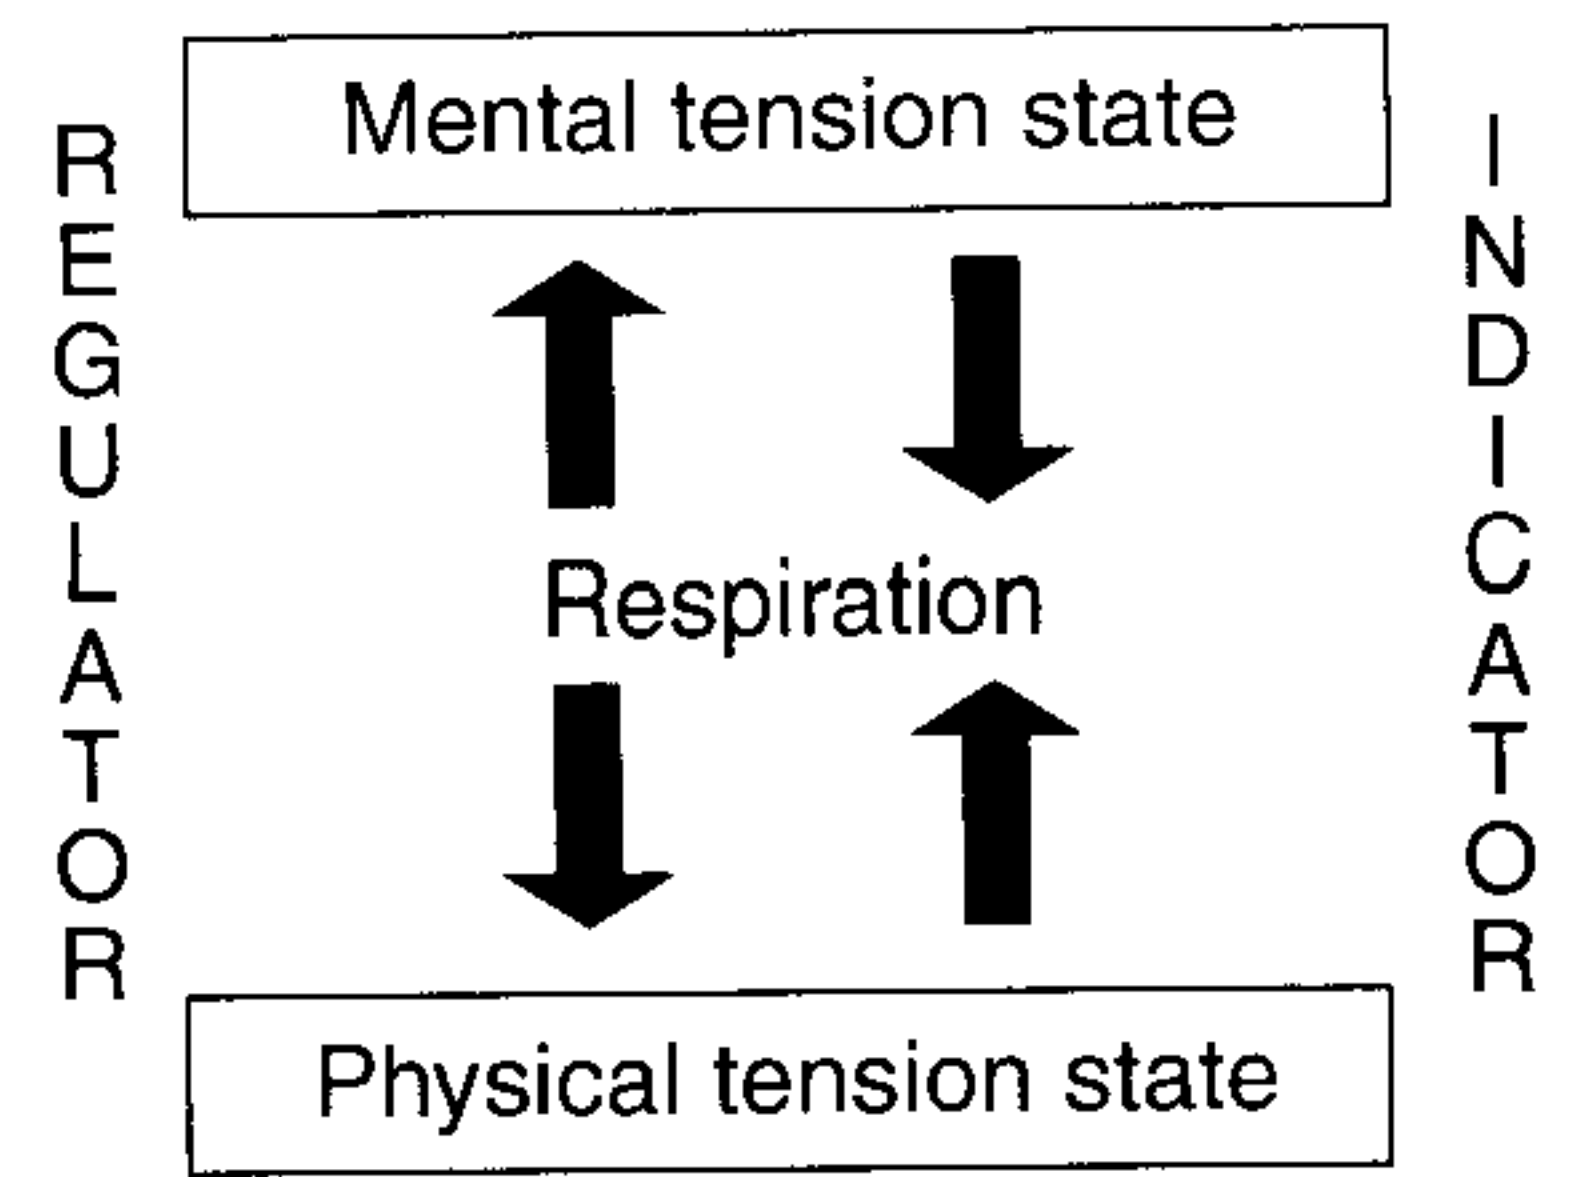 Mental tension state
REGULATOR
INDICATOR
Respiration
Physical tension state